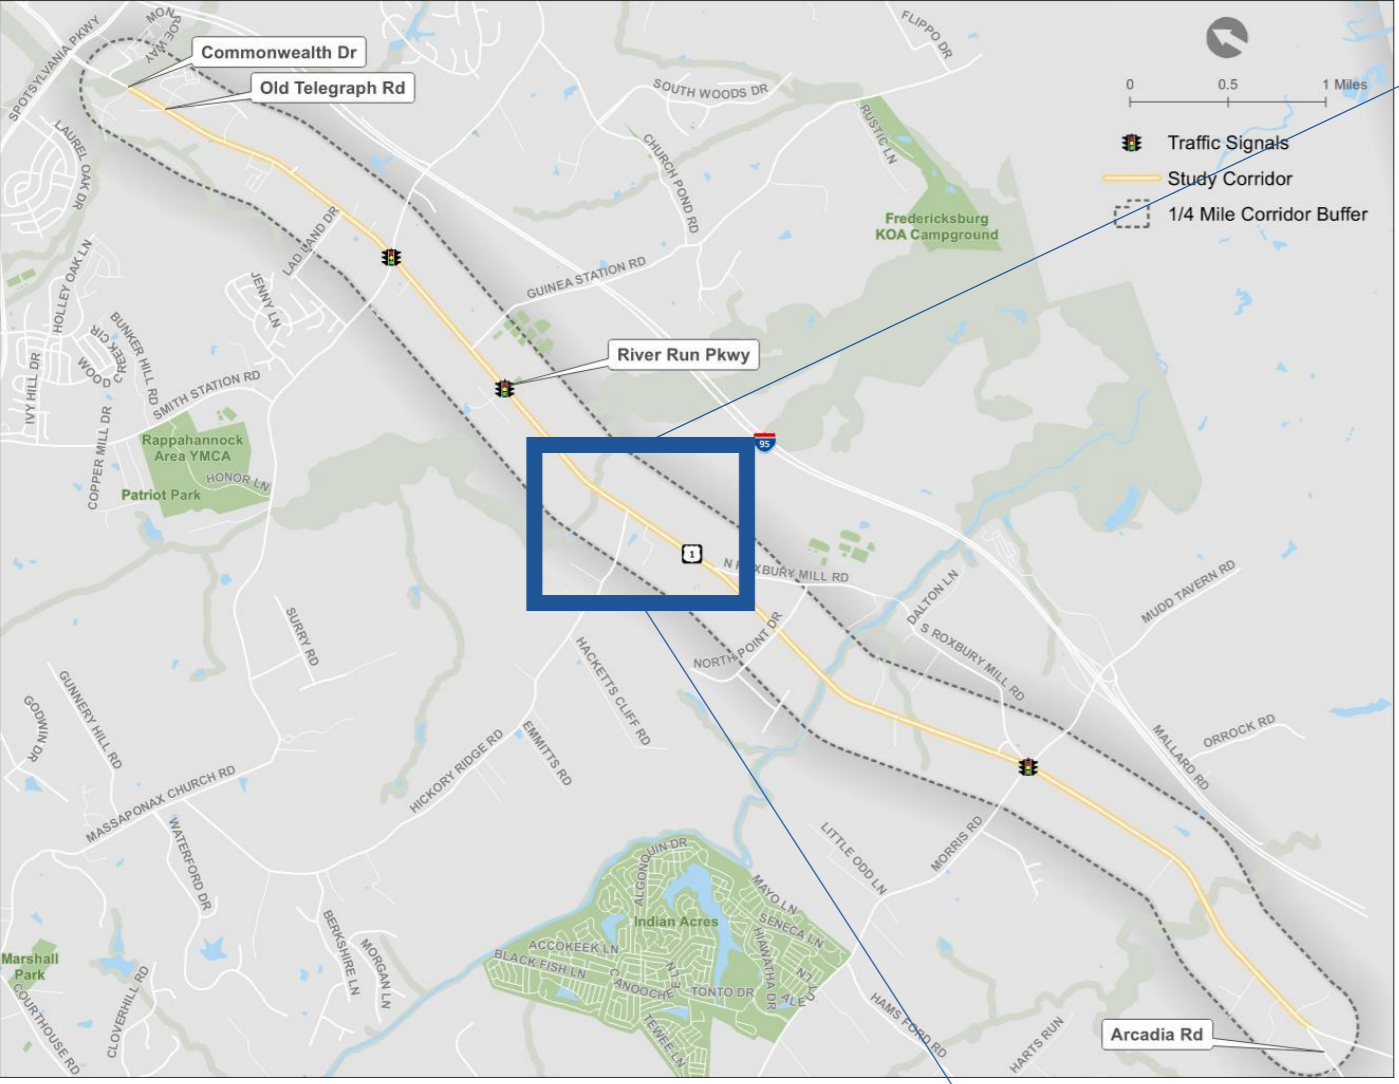 SPOTSYLVANIA PKWY
MONROE WAY
Commonwealth Dr
Old Telegraph Rd
LAUREL OAK DR
FLIPPO DR
SOUTH WOODS DR
RUSTIC LN
CHURCH POND RD
0 0.5 1 Miles
Traffic Signals
Study Corridor
1/4 Mile Corridor Buffer
Fredericksburg
KOA Campground
LAD LAND DR
JENNY LN
GUINEA STATION RD
HOLLEY OAK LN
BUNKER HILL RD
WOOD CREEK CIR
IVY HILL DR
SMITH STATION RD
COPPER MILL DR
River Run Pkwy
Rappahannock
Area YMCA
HONOR LN
Patriot Park
95
1
N ROXBURY MILL RD
DALTON LN
MUDD TAVERN RD
S ROXBURY MILL RD
NORTH POINT DR
SURRY RD
HACKETTS CLIFF RD
GUNNERY HILL RD
GODWIN DR
EMMITTS RD
HICKORY RIDGE RD
MASSAPONAX CHURCH RD
MALLARD RD
ORROCK RD
WATERFORD DR
LITTLE ODD LN
MORRIS RD
ALGONQUIN DR
MAYO LN
SENECA LN
Indian Acres
HIAWATHA DR
ACCOKEEK LN
BLACK FISH LN
CANOOCHEE LN
TONTO DR
TEWEE LN
BERKSHIRE LN
MORGAN LN
Marshall
Park
COURTHOUSE RD
CLOVERHILL RD
HAMS FORD RD
HARTS RUN
Arcadia Rd